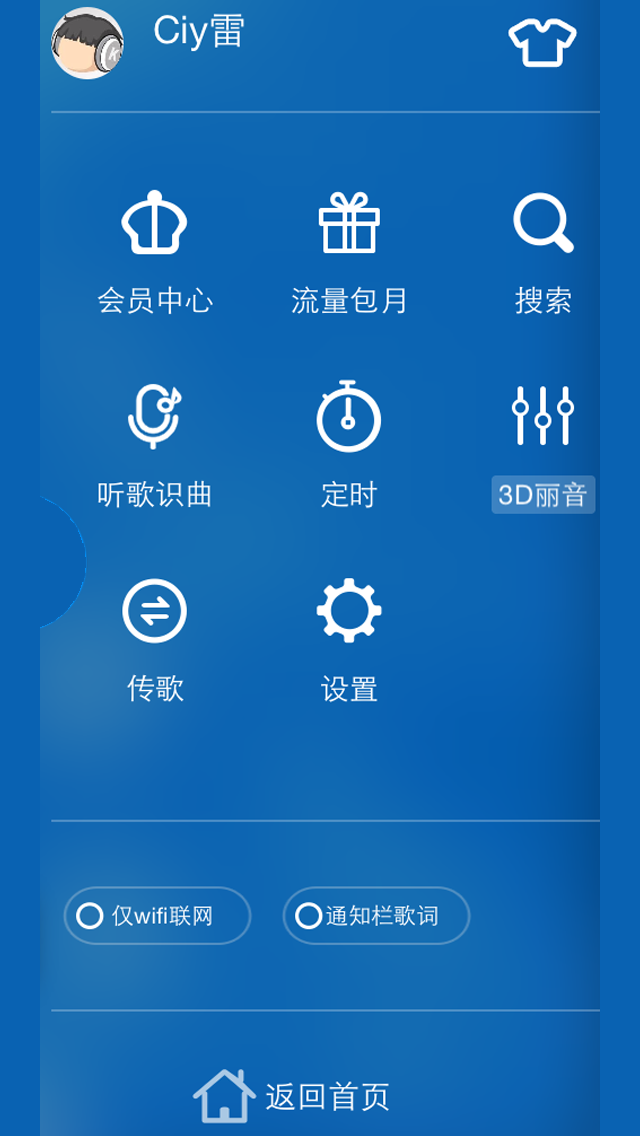 Ciy雷
会员中心
流量包月
搜索
听歌识曲
定时
3D丽音
传歌
设置
仅wifi联网
通知栏歌词
返回首页